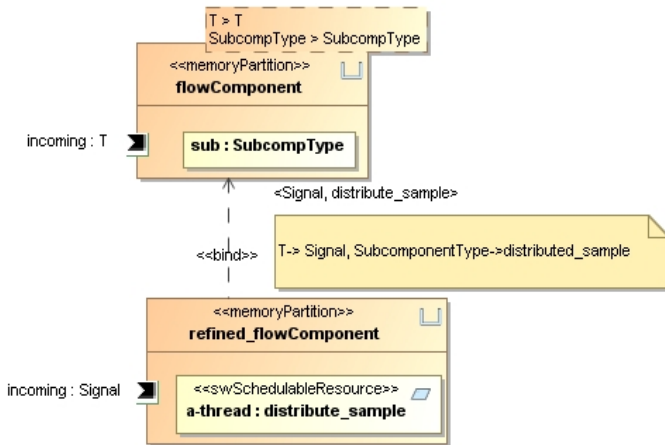 T > T
SubcompType > SubcompType
<<memoryPartition>>
flowComponent
incoming : T
sub : SubcompType
<Signal, distribute_sample>
<<bind>>
T-> Signal, SubcomponentType->distributed_sample
<<memoryPartition>>
refined_flowComponent
incoming : Signal
<<swSchedulableResource>>
a-thread : distribute_sample